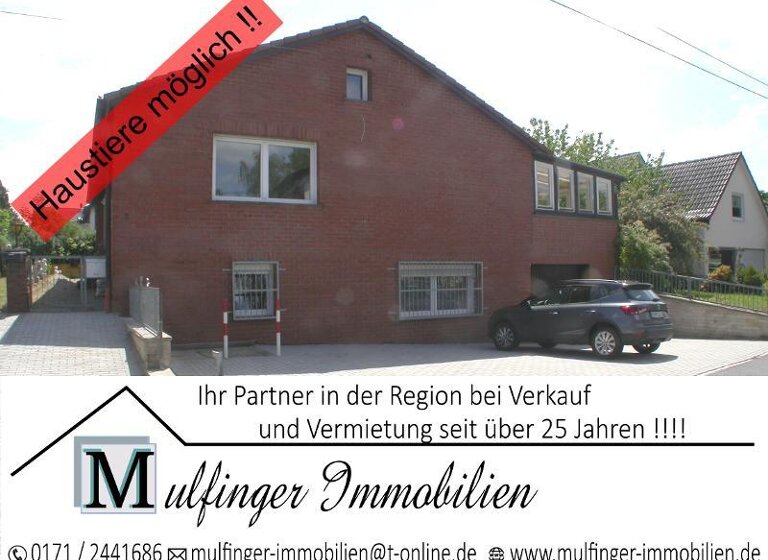 Haustiere möglich !!
Ihr Partner in der Region bei Verkauf
und Vermietung seit über 25 Jahren !!!!
Mulfinger Immobilien
0171 / 2441686 mulfinger-immobilien@t-online.de www.mulfinger-immobilien.de